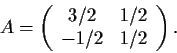 A = ( 3/2 1/2
-1/2 1/2 ).